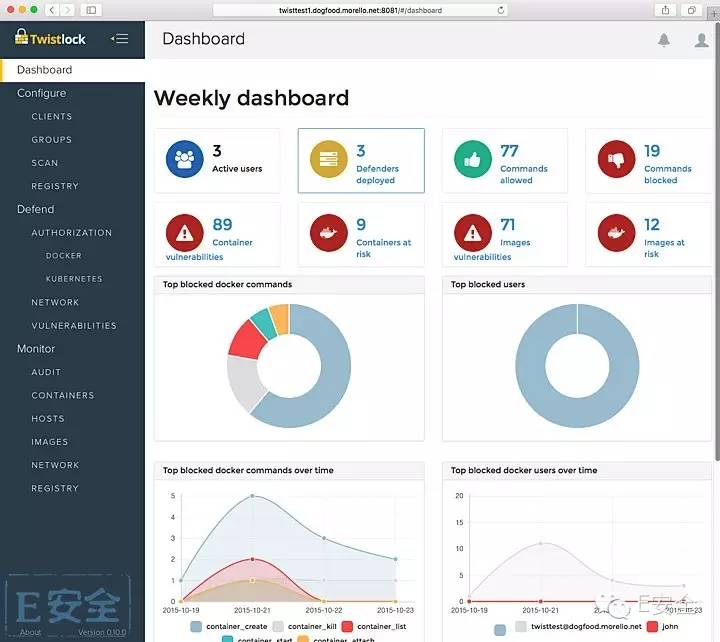 twisttest1.dogfood.morello.net:8081/#/dashboard
Twistlock
Dashboard
Dashboard
Configure
CLIENTS
GROUPS
SCAN
REGISTRY
Defend
AUTHORIZATION
DOCKER
KUBERNETES
NETWORK
VULNERABILITIES
Monitor
AUDIT
CONTAINERS
HOSTS
IMAGES
NETWORK
REGISTRY
About
Version 0.10.0
E安全
Weekly dashboard
3
Active users
3
Defenders
deployed
77
Commands
allowed
19
Commands
blocked
89
Container
vulnerabilities
9
Containers at
risk
71
Images
vulnerabilities
12
Images at
risk
Top blocked docker commands
Top blocked users
Top blocked docker commands over time
5
4
3
2
1
0
2015-10-19
2015-10-21
2015-10-22
2015-10-23
container_create
container_kill
container_list
container_start
container_attach
Top blocked docker users over time
20
15
10
5
0
2015-10-19
2015-10-21
2015-10-23
twisttest@dogfood.morello.net
john
E安全